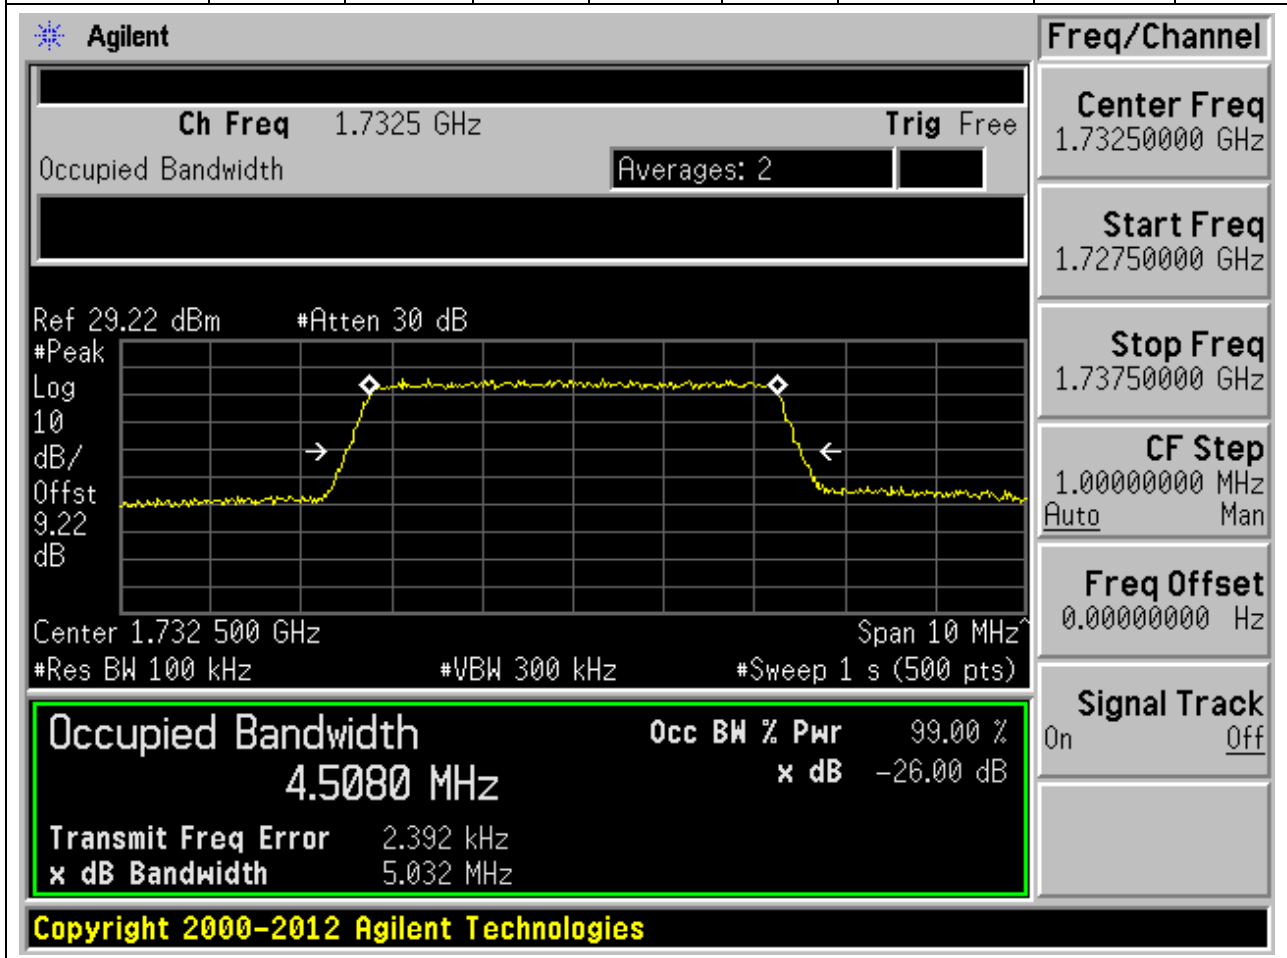 Agilent
Freq/Channel
Ch Freq 1.7325 GHz Trig Free
Occupied Bandwidth Averages: 2
Center Freq
1.73250000 GHz
Start Freq
1.72750000 GHz
Stop Freq
1.73750000 GHz
CF Step
1.00000000 MHz
Auto Man
Freq Offset
0.00000000 Hz
Signal Track
On Off
Ref 29.22 dBm #Atten 30 dB
#Peak
Log
10
dB/
Offst
9.22
dB
Center 1.732 500 GHz Span 10 MHz^
#Res BW 100 kHz #VBW 300 kHz #Sweep 1 s (500 pts)
Occupied Bandwidth Occ BW % Pwr 99.00 %
4.5080 MHz x dB -26.00 dB
Transmit Freq Error 2.392 kHz
x dB Bandwidth 5.032 MHz
Copyright 2000-2012 Agilent Technologies